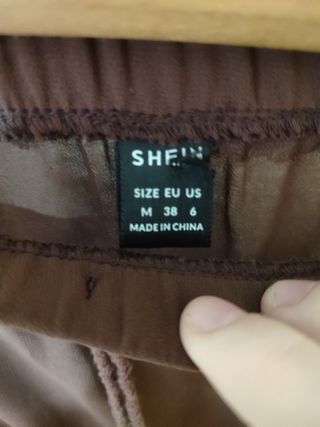 SHEIN
SIZE EU US
M 38 6
MADE IN CHINA